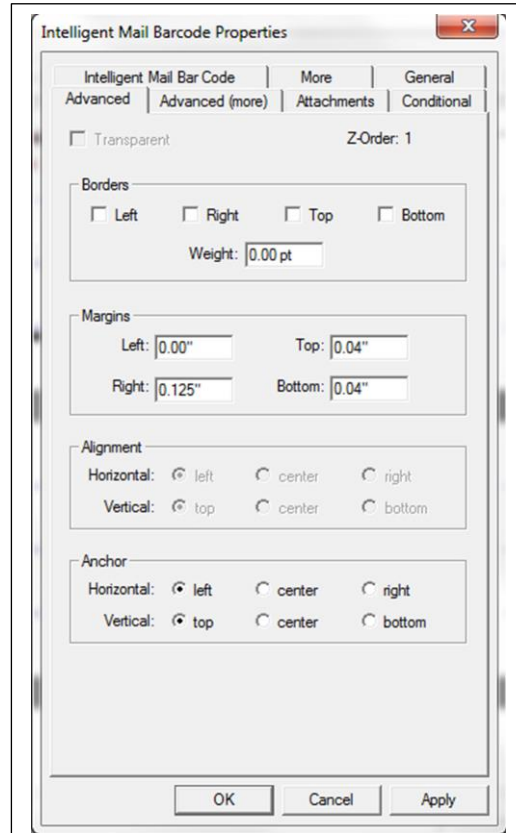 Intelligent Mail Barcode Properties
Intelligent Mail Bar Code More General
Advanced Advanced (more) Attachments Conditional
Transparent Z-Order: 1
Borders
Left Right Top Bottom
Weight: 0.00 pt
Margins
Left: 0.00" Top: 0.04"
Right: 0.125" Bottom: 0.04"
Alignment
Horizontal: left center right
Vertical: top center bottom
Anchor
Horizontal: left center right
Vertical: top center bottom
OK Cancel Apply